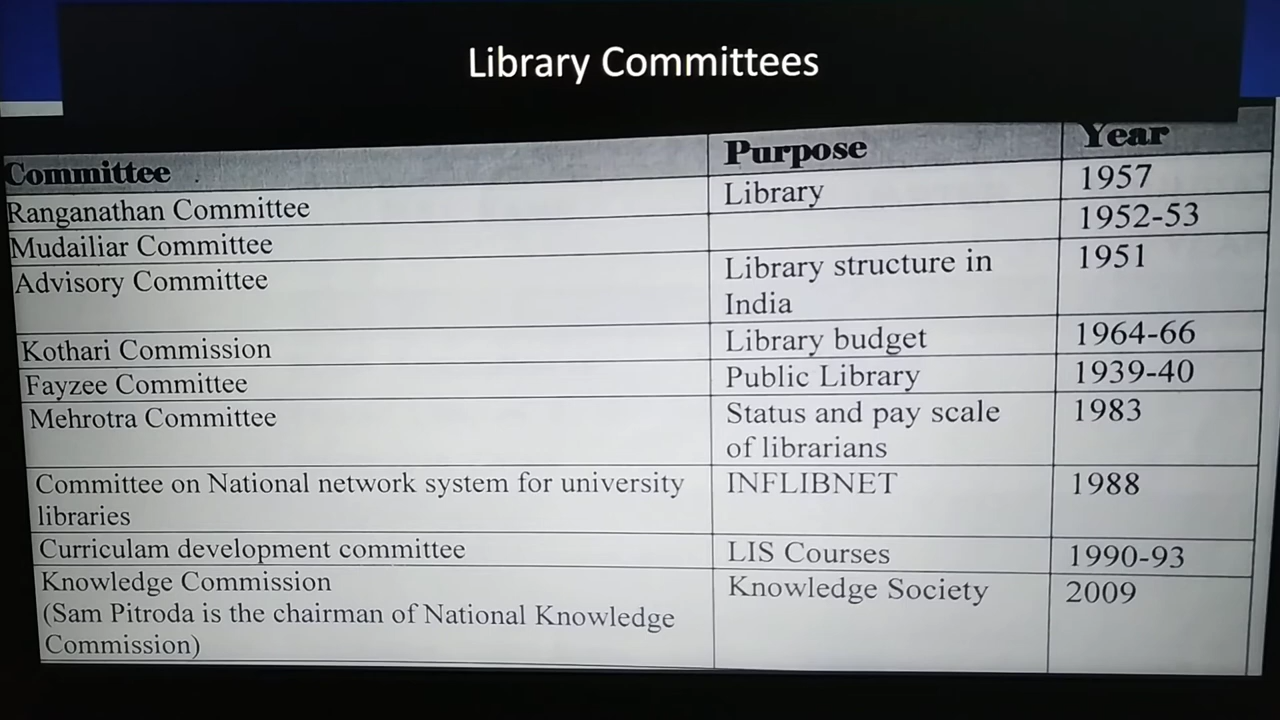 Library Committees
Committee Purpose Year
Ranganathan Committee Library 1957
Mudailiar Committee 1952-53
Advisory Committee Library structure in 1951
India
Kothari Commission Library budget 1964-66
Fayzee Committee Public Library 1939-40
Mehrotra Committee Status and pay scale 1983
of librarians
Committee on National network system for university INFLIBNET 1988
libraries
Curriculam development committee LIS Courses 1990-93
Knowledge Commission Knowledge Society 2009
(Sam Pitroda is the chairman of National Knowledge
Commission)